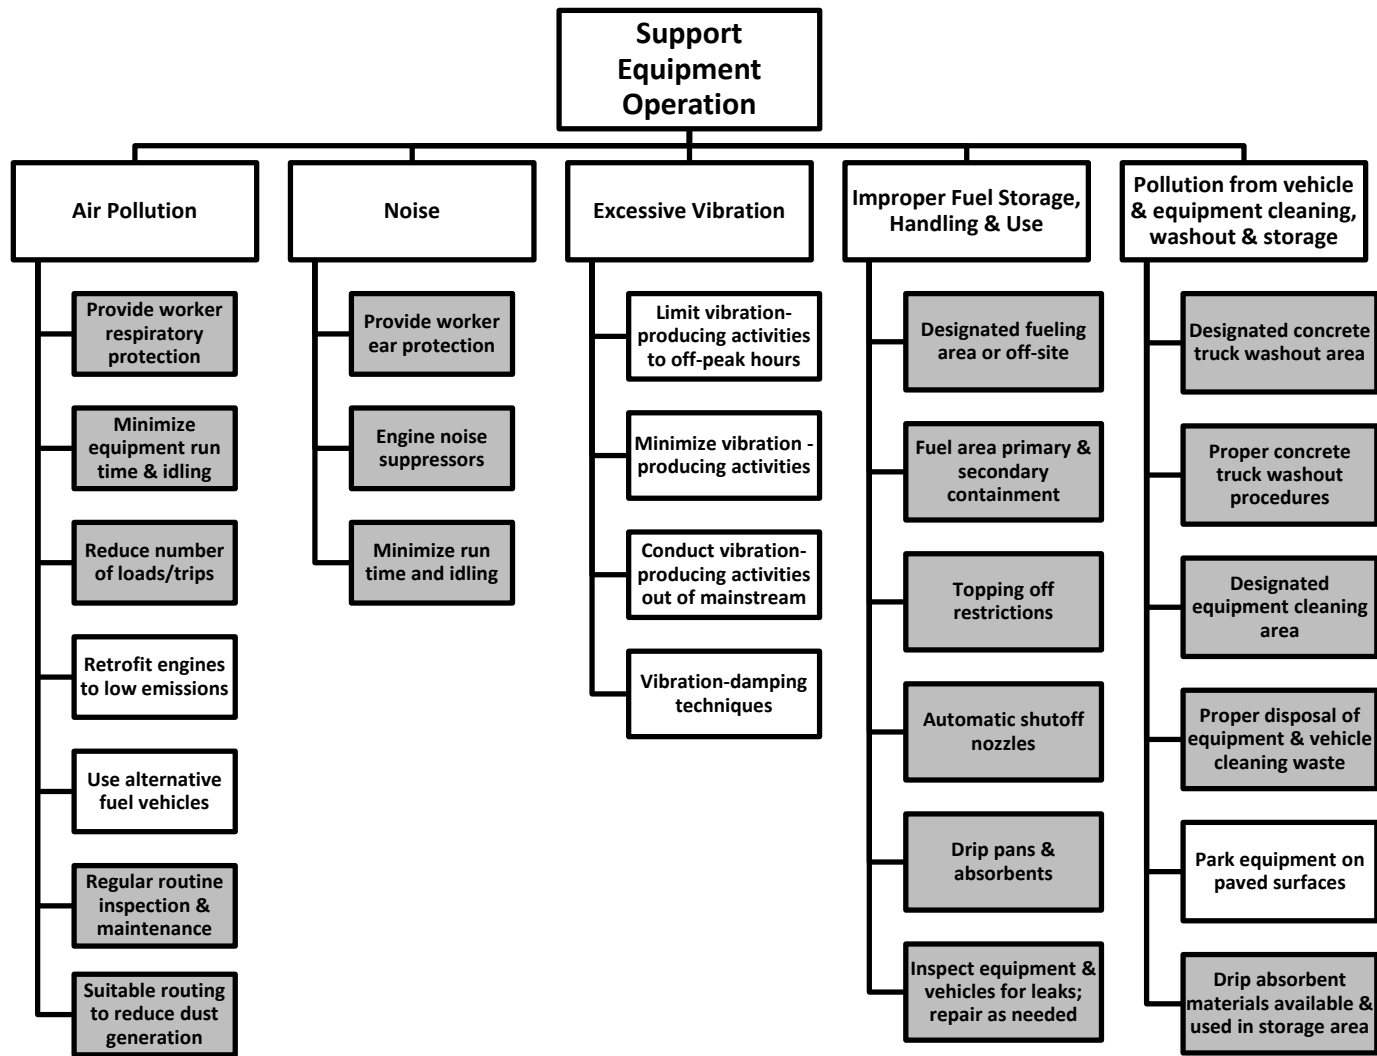 Support
Equipment
Operation
Air Pollution
Noise
Excessive Vibration
Improper Fuel Storage,
Handling & Use
Pollution from vehicle
& equipment cleaning,
washout & storage
Provide worker
respiratory
protection
Minimize
equipment run
time & idling
Reduce number
of loads/trips
Retrofit engines
to low emissions
Use alternative
fuel vehicles
Regular routine
inspection &
maintenance
Suitable routing
to reduce dust
generation
Provide worker
ear protection
Engine noise
suppressors
Minimize run
time and idling
Limit vibration-
producing activities
to off-peak hours
Minimize vibration -
producing activities
Conduct vibration-
producing activities
out of mainstream
Vibration-damping
techniques
Designated fueling
area or off-site
Fuel area primary &
secondary
containment
Topping off
restrictions
Automatic shutoff
nozzles
Drip pans &
absorbents
Inspect equipment &
vehicles for leaks;
repair as needed
Designated concrete
truck washout area
Proper concrete
truck washout
procedures
Designated
equipment cleaning
area
Proper disposal of
equipment & vehicle
cleaning waste
Park equipment on
paved surfaces
Drip absorbent
materials available &
used in storage area